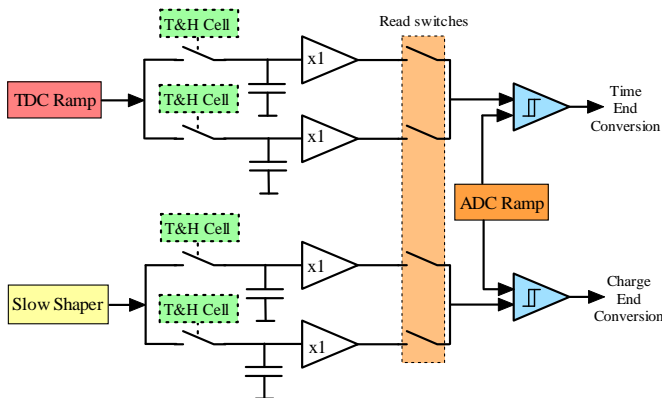 T&H Cell
Read switches
x1
TDC Ramp
T&H Cell
Time
End
Conversion
x1
ADC Ramp
T&H Cell
x1
Slow Shaper
T&H Cell
Charge
End
Conversion
x1